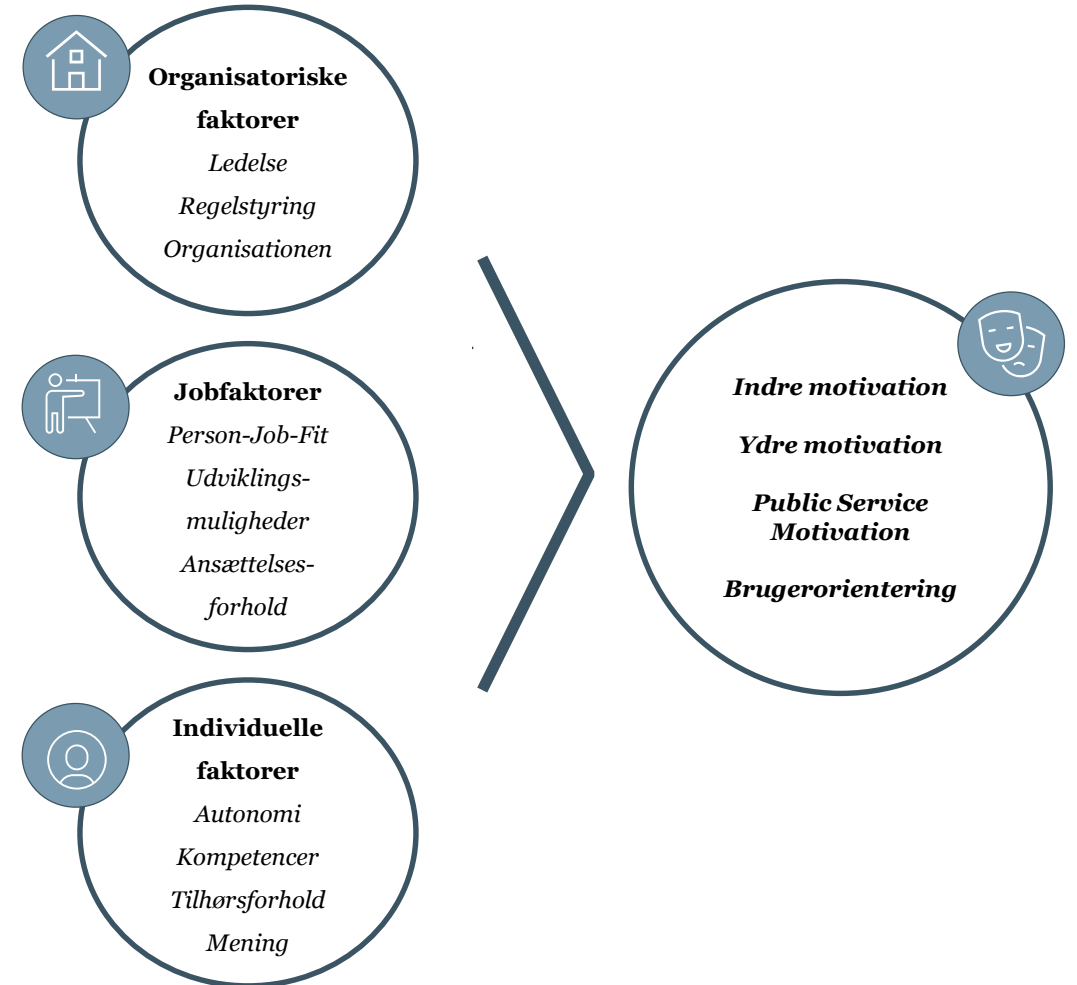 Organisatoriske
faktorer
Ledelse
Regelstyring
Organisationen
Jobfaktorer
Person-Job-Fit
Udviklings-
muligheder
Ansættelses-
forhold
Individuelle
faktorer
Autonomi
Kompetencer
Tilhørsforhold
Mening
Indre motivation
Ydre motivation
Public Service
Motivation
Brugerorientering